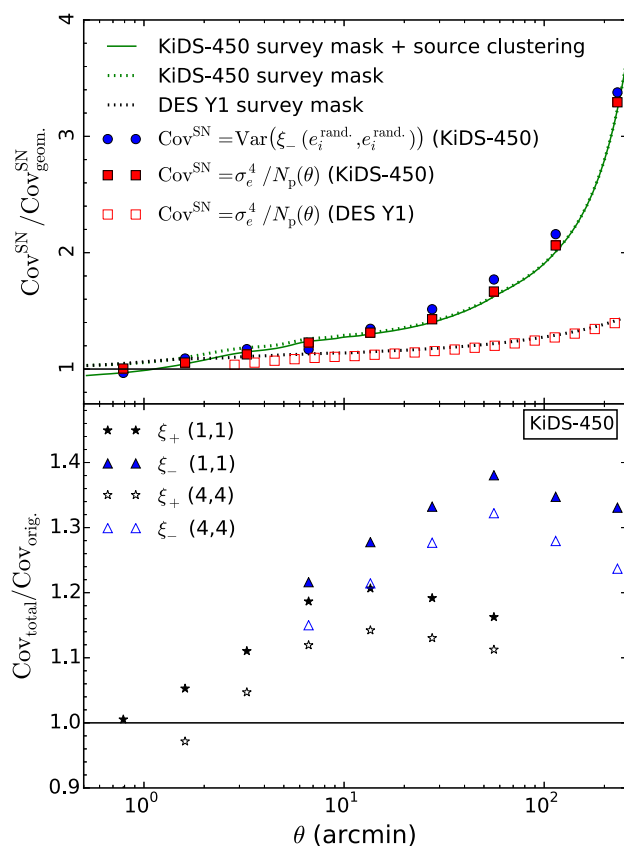 4
3
2
1
Cov^SN/Cov^SN_geom.
KiDS-450 survey mask + source clustering
KiDS-450 survey mask
DES Y1 survey mask
Cov^SN = Var(ξ_−(e_i^rand., e_i^rand.)) (KiDS-450)
Cov^SN = σ_e^4/N_p(θ) (KiDS-450)
Cov^SN = σ_e^4/N_p(θ) (DES Y1)
KiDS-450
ξ_+ (1,1)
ξ_− (1,1)
ξ_+ (4,4)
ξ_− (4,4)
1.4
1.3
1.2
1.1
1.0
0.9
Cov_total/Cov_orig.
10^0 10^1 10^2
θ (arcmin)